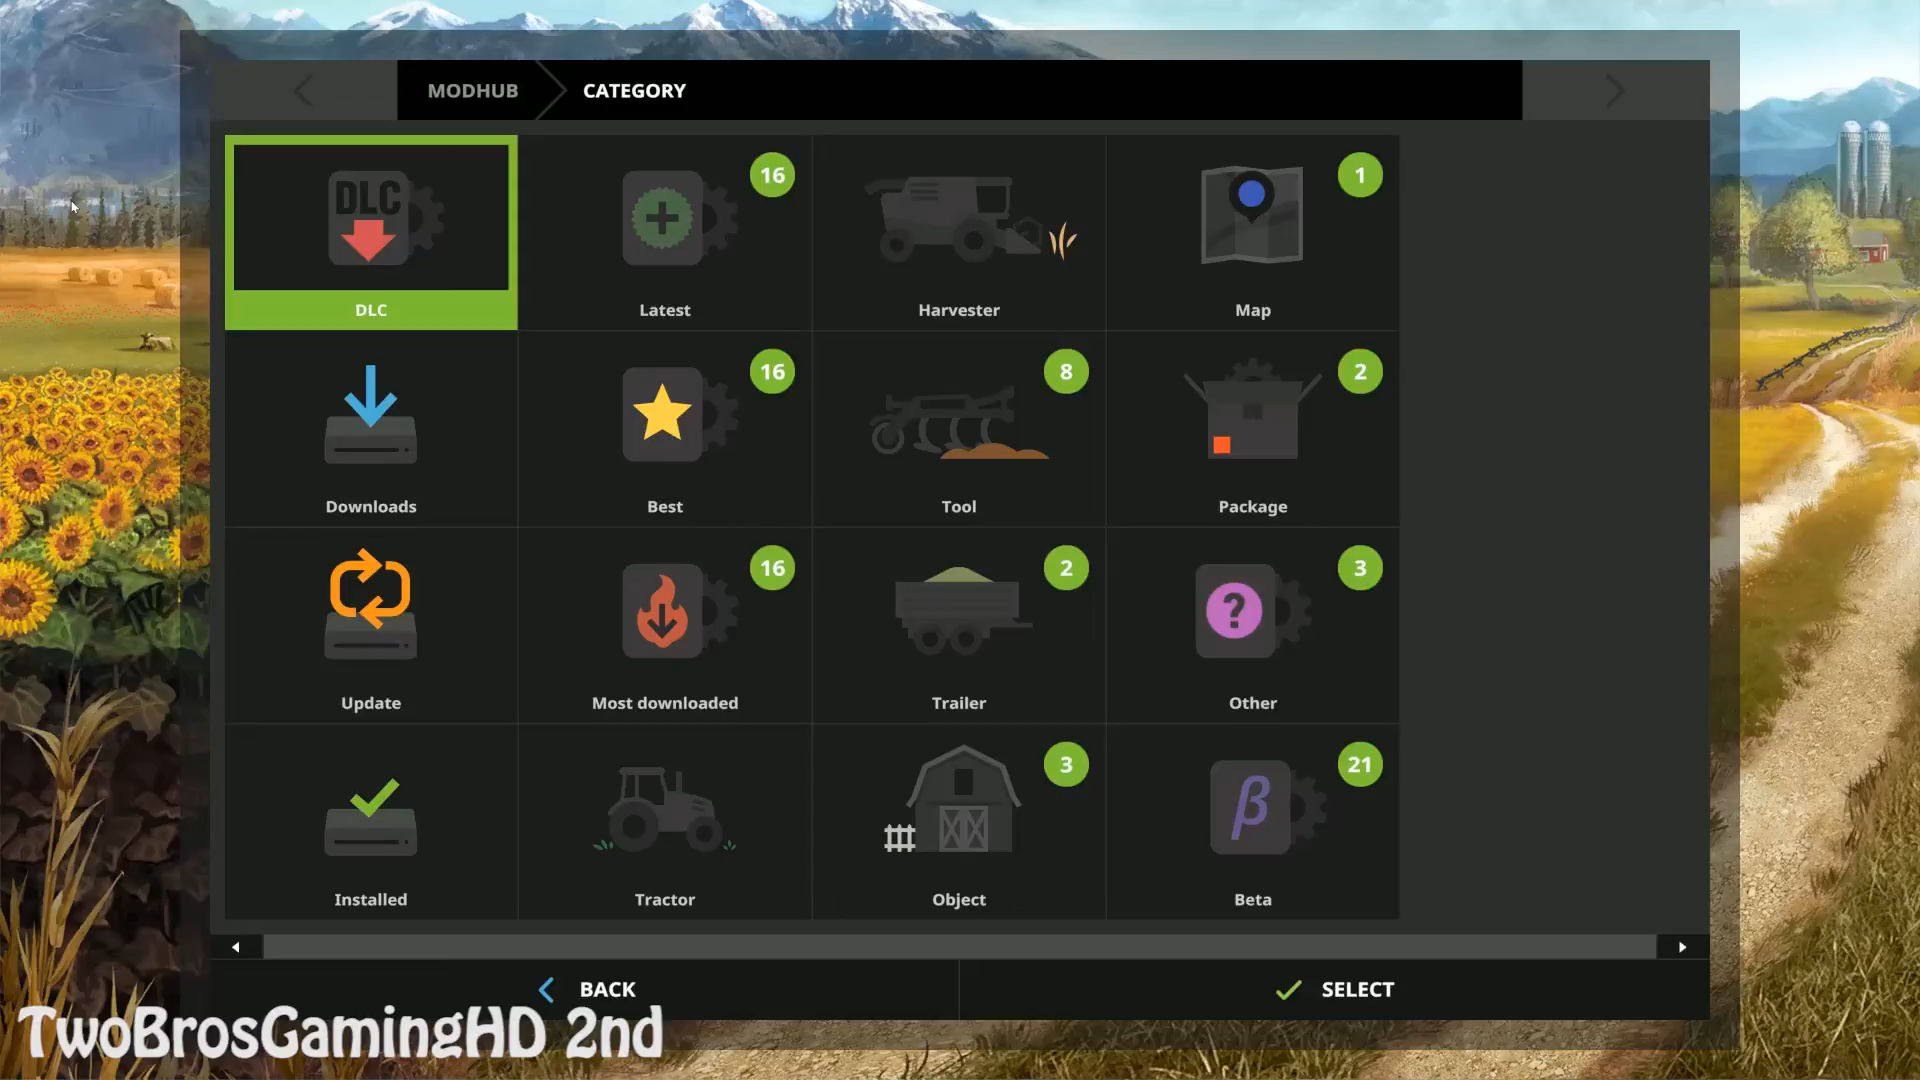 MODHUB CATEGORY
DLC 16 1
DLC Latest Harvester Map
16 8 2
Downloads Best Tool Package
16 2 3
?
Update Most downloaded Trailer Other
3 21
β
Installed Tractor Object Beta
BACK SELECT
TwoBrosGamingHD 2nd